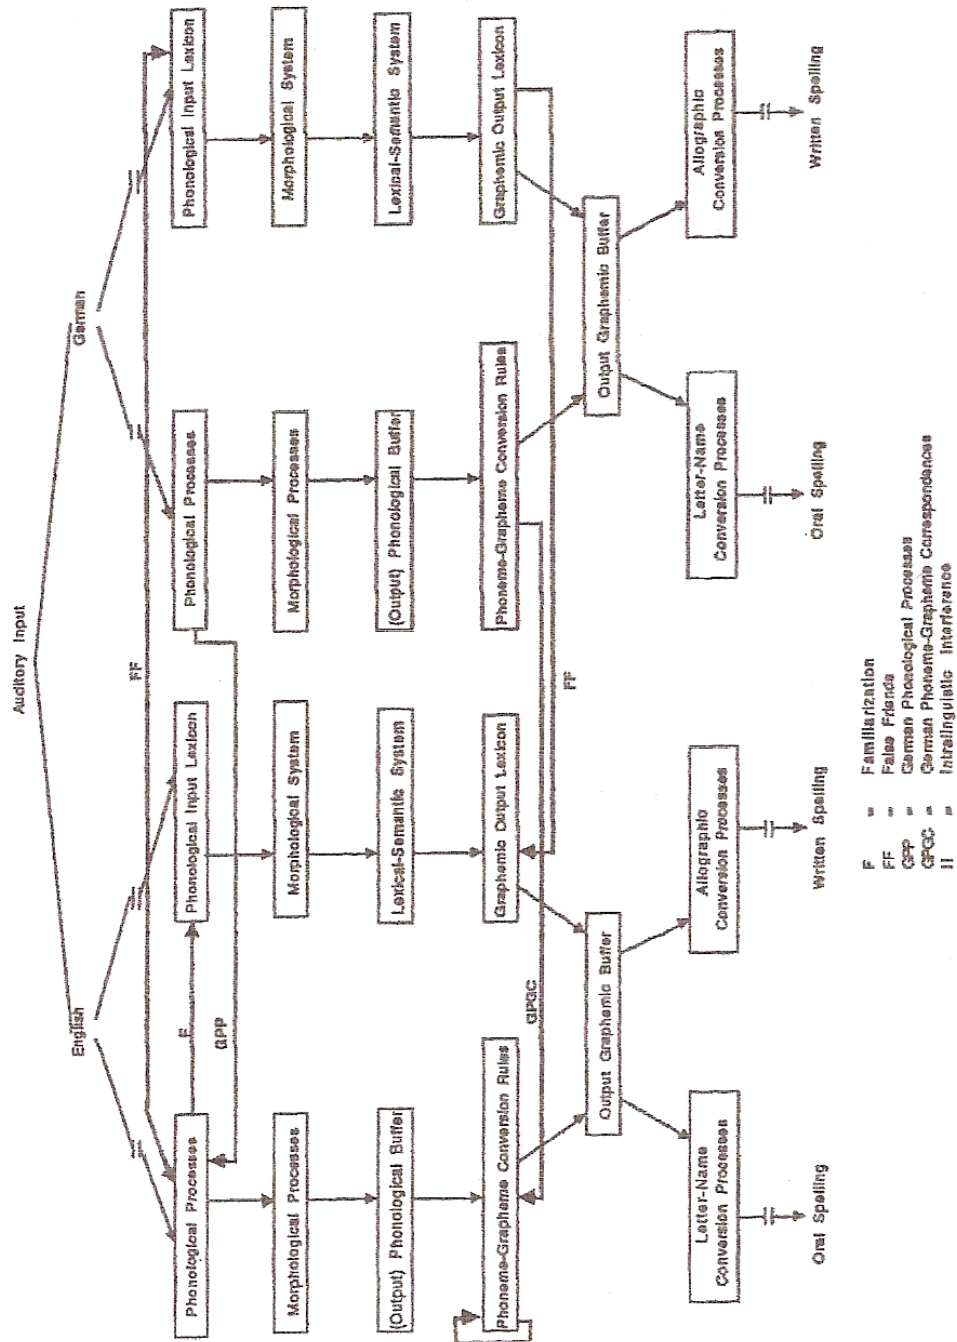 Auditory Input
English
German
FF
Phonological Processes
F
Phonological Input Lexicon
Phonological Processes
Phonological Input Lexicon
GPP
Morphological Processes
Morphological System
Morphological Processes
Morphological System
(Output) Phonological Buffer
Lexical-Semantic System
(Output) Phonological Buffer
Lexical-Semantic System
Phoneme-Grapheme Conversion Rules
Graphemic Output Lexicon
Phoneme-Grapheme Conversion Rules
Graphemic Output Lexicon
GPGC
FF
Output Graphemic Buffer
Output Graphemic Buffer
Letter-Name
Conversion Processes
Allographic
Conversion Processes
Letter-Name
Conversion Processes
Allographic
Conversion Processes
Oral Spelling
Written Spelling
Oral Spelling
Written Spelling
F = Familiarization
FF = False Friends
GPP = German Phonological Processes
GPGC = German Phoneme-Grapheme Correspondences
II = Intralinguistic Interference